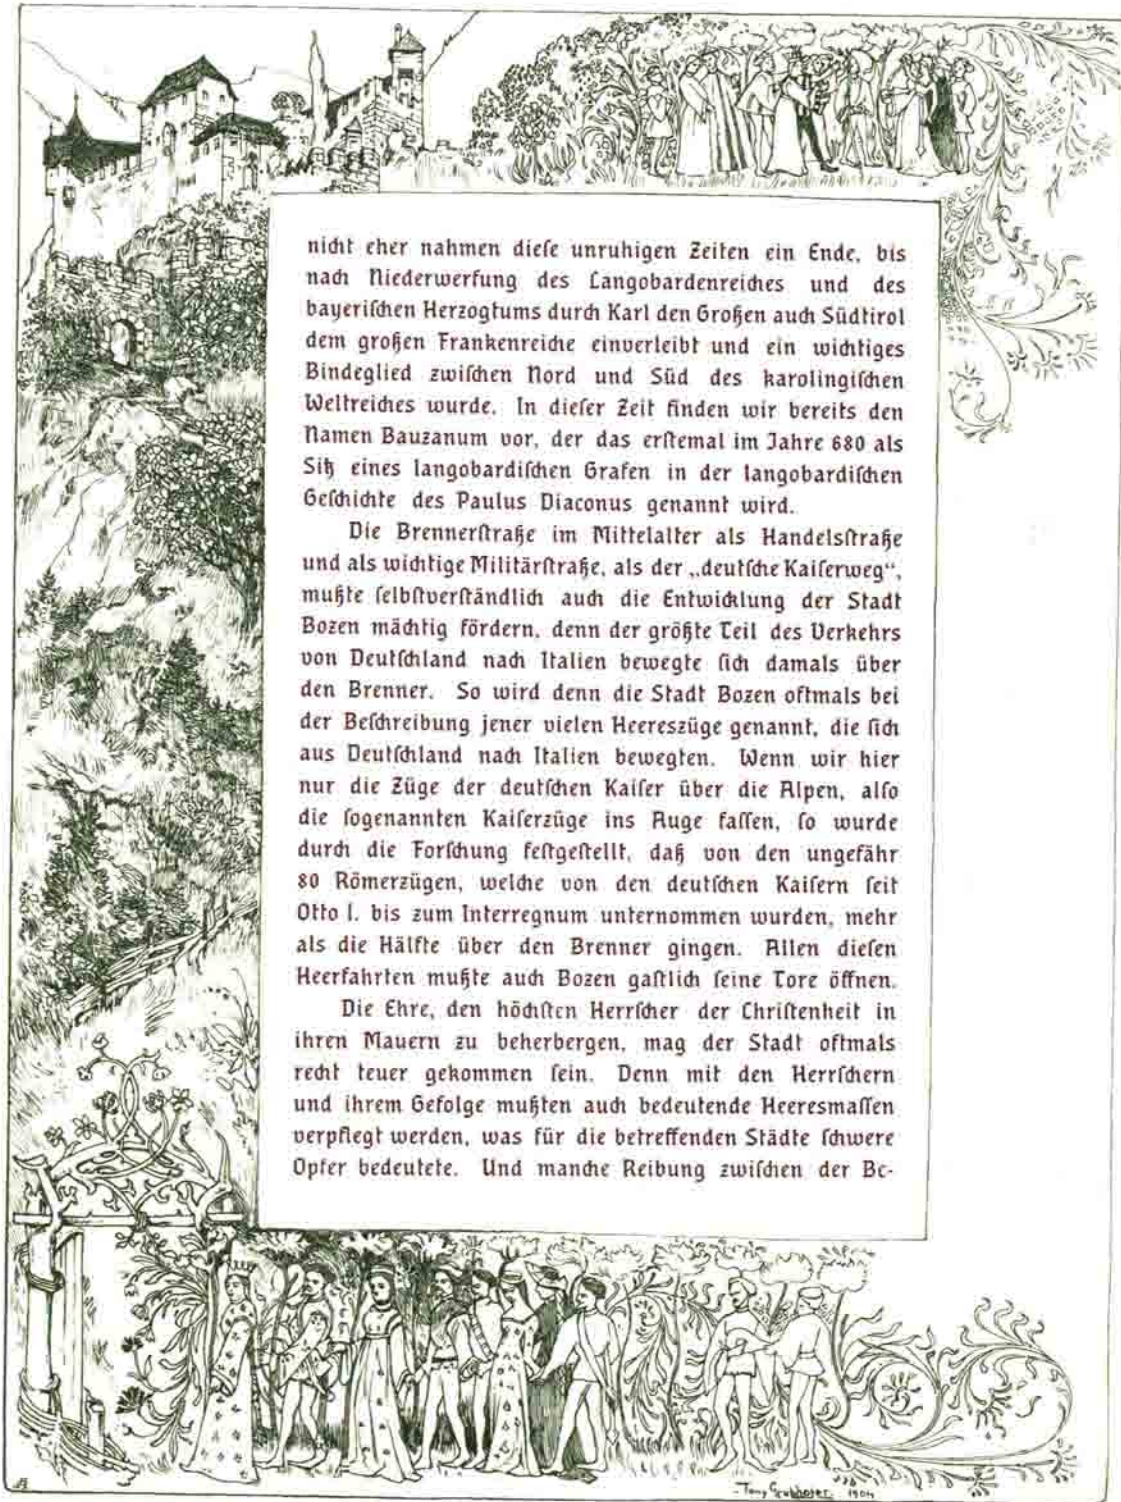 nicht eher nahmen dieſe unruhigen Zeiten ein Ende, bis
nach Niederwerfung des Langobardenreiches und des
bayeriſchen Herzogtums durch Karl den Großen auch Südtirol
dem großen Frankenreiche einverleibt und ein wichtiges
Bindeglied zwiſchen Nord und Süd des karolingiſchen
Weltreiches wurde. In dieſer Zeit finden wir bereits den
Namen Bauzanum vor, der das erſtemal im Jahre 680 als
Sitz eines langobardiſchen Grafen in der langobardiſchen
Geſchichte des Paulus Diaconus genannt wird.
Die Brennerſtraße im Mittelalter als Handelsſtraße
und als wichtige Militärſtraße, als der „deutſche Kaiſerweg“,
mußte ſelbſtverſtändlich auch die Entwicklung der Stadt
Bozen mächtig fördern, denn der größte Teil des Verkehrs
von Deutſchland nach Italien bewegte ſich damals über
den Brenner. So wird denn die Stadt Bozen oftmals bei
der Beſchreibung jener vielen Heereszüge genannt, die ſich
aus Deutſchland nach Italien bewegten. Wenn wir hier
nur die Züge der deutſchen Kaiſer über die Alpen, alſo
die ſogenannten Kaiſerzüge ins Auge faſſen, ſo wurde
durch die Forſchung feſtgeſtellt, daß von den ungefähr
80 Römerzügen, welche von den deutſchen Kaiſern ſeit
Otto I. bis zum Interregnum unternommen wurden, mehr
als die Hälfte über den Brenner gingen. Allen dieſen
Heerfahrten mußte auch Bozen gaſtlich ſeine Tore öffnen.
Die Ehre, den höchſten Herrſcher der Chriſtenheit in
ihren Mauern zu beherbergen, mag der Stadt oftmals
recht teuer gekommen ſein. Denn mit den Herrſchern
und ihrem Gefolge mußten auch bedeutende Heeresmaſſen
verpflegt werden, was für die betreffenden Städte ſchwere
Opfer bedeutete. Und manche Reibung zwiſchen der Be-
Tony Grubhofer 1904